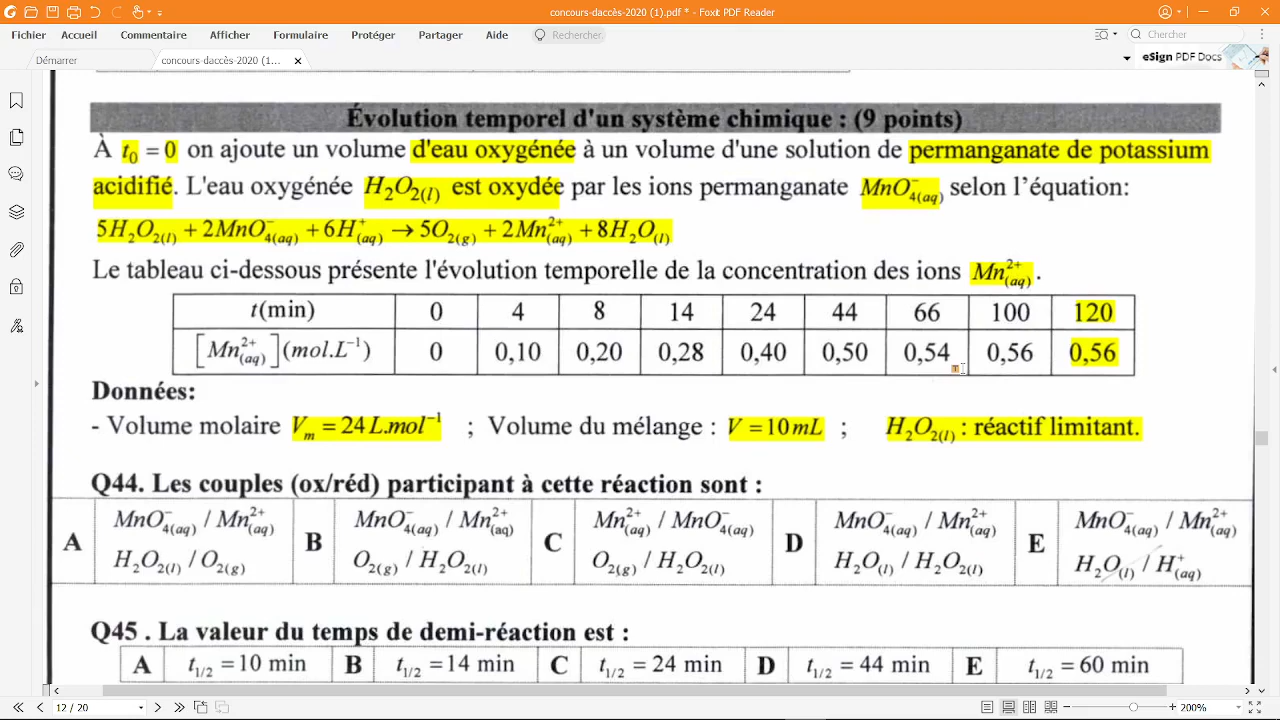 concours-daccès-2020 (1).pdf * - Foxit PDF Reader
Fichier Accueil Commentaire Afficher Formulaire Protéger Partager Aide Rechercher. Chercher
Démarrer concours-daccès-2020 (1... eSign PDF Docs
Évolution temporel d'un système chimique : (9 points)
À t₀ = 0 on ajoute un volume d'eau oxygénée à un volume d'une solution de permanganate de potassium
acidifié. L'eau oxygénée H₂O₂(l) est oxydée par les ions permanganate MnO₄⁻(aq) selon l'équation:
5H₂O₂(l) + 2MnO₄⁻(aq) + 6H⁺(aq) → 5O₂(g) + 2Mn²⁺(aq) + 8H₂O(l)
Le tableau ci-dessous présente l'évolution temporelle de la concentration des ions Mn²⁺(aq) .
t(min) 0 4 8 14 24 44 66 100 120
[Mn²⁺(aq)](mol.L⁻¹) 0 0,10 0,20 0,28 0,40 0,50 0,54 0,56 0,56
Données:
- Volume molaire Vm = 24 L.mol⁻¹ ; Volume du mélange : V = 10 mL ; H₂O₂(l) : réactif limitant.
Q44. Les couples (ox/réd) participant à cette réaction sont :
A MnO₄⁻(aq) / Mn²⁺(aq) B MnO₄⁻(aq) / Mn²⁺(aq) C Mn²⁺(aq) / MnO₄⁻(aq) D MnO₄⁻(aq) / Mn²⁺(aq) E MnO₄⁻(aq) / Mn²⁺(aq)
H₂O₂(l) / O₂(g) O₂(g) / H₂O₂(l) O₂(g) / H₂O₂(l) H₂O(l) / H₂O₂(l) H₂O(l) / H⁺(aq)
Q45 . La valeur du temps de demi-réaction est :
A t₁/₂ = 10 min B t₁/₂ = 14 min C t₁/₂ = 24 min D t₁/₂ = 44 min E t₁/₂ = 60 min
12 / 20 200%